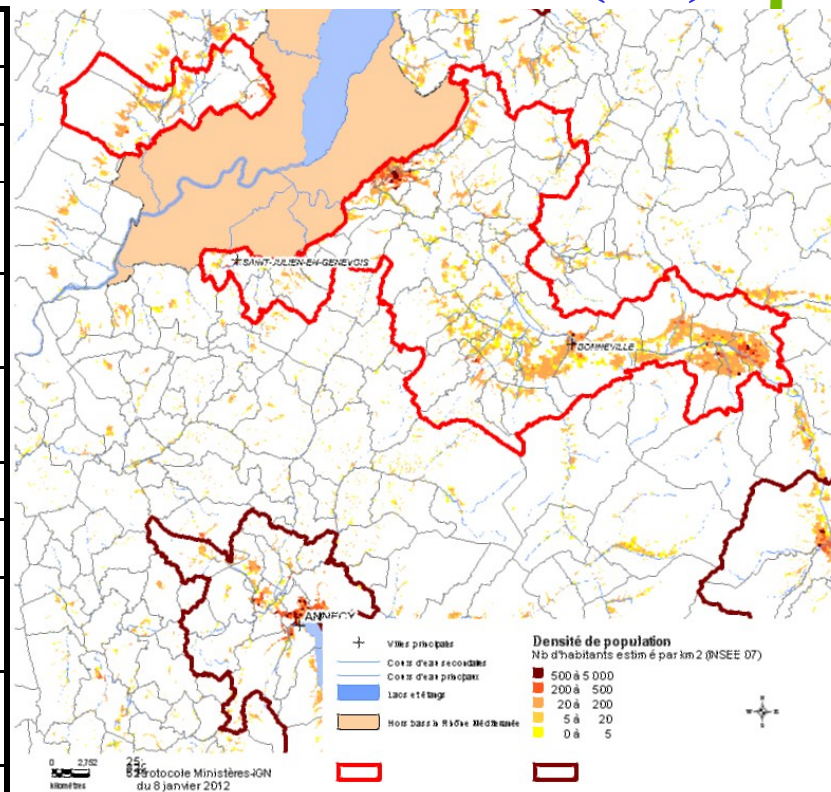 SAINT-JULIEN-EN-GENEVOIS
BONNEVILLE
ANNECY
Villes principales
Cours d'eau secondaires
Cours d'eau principaux
Lacs et étangs
Hors bassin Rhône Méditerranée
Densité de population
Nb d'habitants estimé par km2 (INSEE 07)
500 à 5 000
200 à 500
20 à 200
5 à 20
0 à 5
0 2,752
kilomètres
Protocole Ministères-IGN
du 8 janvier 2012